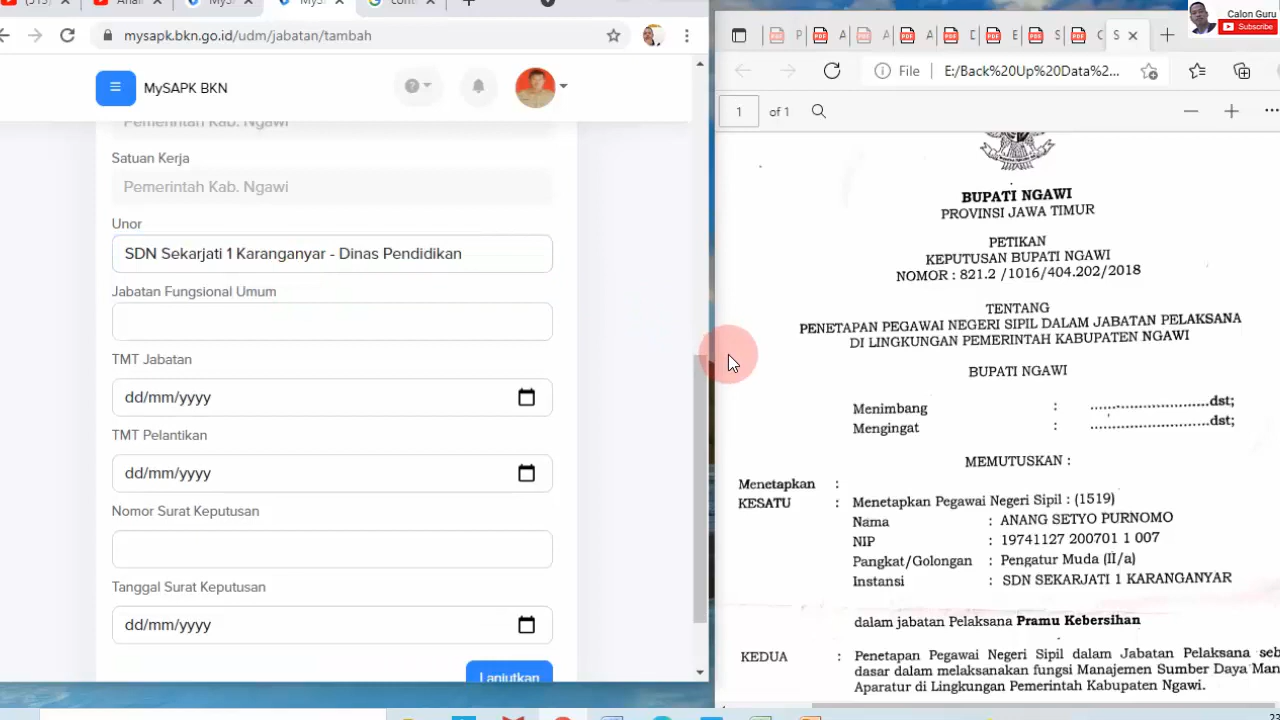 mysapk.bkn.go.id/udm/jabatan/tambah
MySAPK BKN
Pemerintah Kab. Ngawi
Satuan Kerja
Pemerintah Kab. Ngawi
Unor
SDN Sekarjati 1 Karanganyar - Dinas Pendidikan
Jabatan Fungsional Umum
TMT Jabatan
dd/mm/yyyy
TMT Pelantikan
dd/mm/yyyy
Nomor Surat Keputusan
Tanggal Surat Keputusan
dd/mm/yyyy
Lanjutkan
Calon Guru
Subscribe
File
E:/Back%20Up%20Data%2...
1 of 1
BUPATI NGAWI
PROVINSI JAWA TIMUR
PETIKAN
KEPUTUSAN BUPATI NGAWI
NOMOR : 821.2 /1016/404.202/2018
TENTANG
PENETAPAN PEGAWAI NEGERI SIPIL DALAM JABATAN PELAKSANA
DI LINGKUNGAN PEMERINTAH KABUPATEN NGAWI
BUPATI NGAWI
Menimbang : ..............................dst;
Mengingat : ..............................dst;
MEMUTUSKAN :
Menetapkan :
KESATU : Menetapkan Pegawai Negeri Sipil : (1519)
Nama : ANANG SETYO PURNOMO
NIP : 19741127 200701 1 007
Pangkat/Golongan : Pengatur Muda (II/a)
Instansi : SDN SEKARJATI 1 KARANGANYAR
dalam jabatan Pelaksana Pramu Kebersihan
KEDUA : Penetapan Pegawai Negeri Sipil dalam Jabatan Pelaksana seb
dasar dalam melaksanakan fungsi Manajemen Sumber Daya Man
Aparatur di Lingkungan Pemerintah Kabupaten Ngawi.